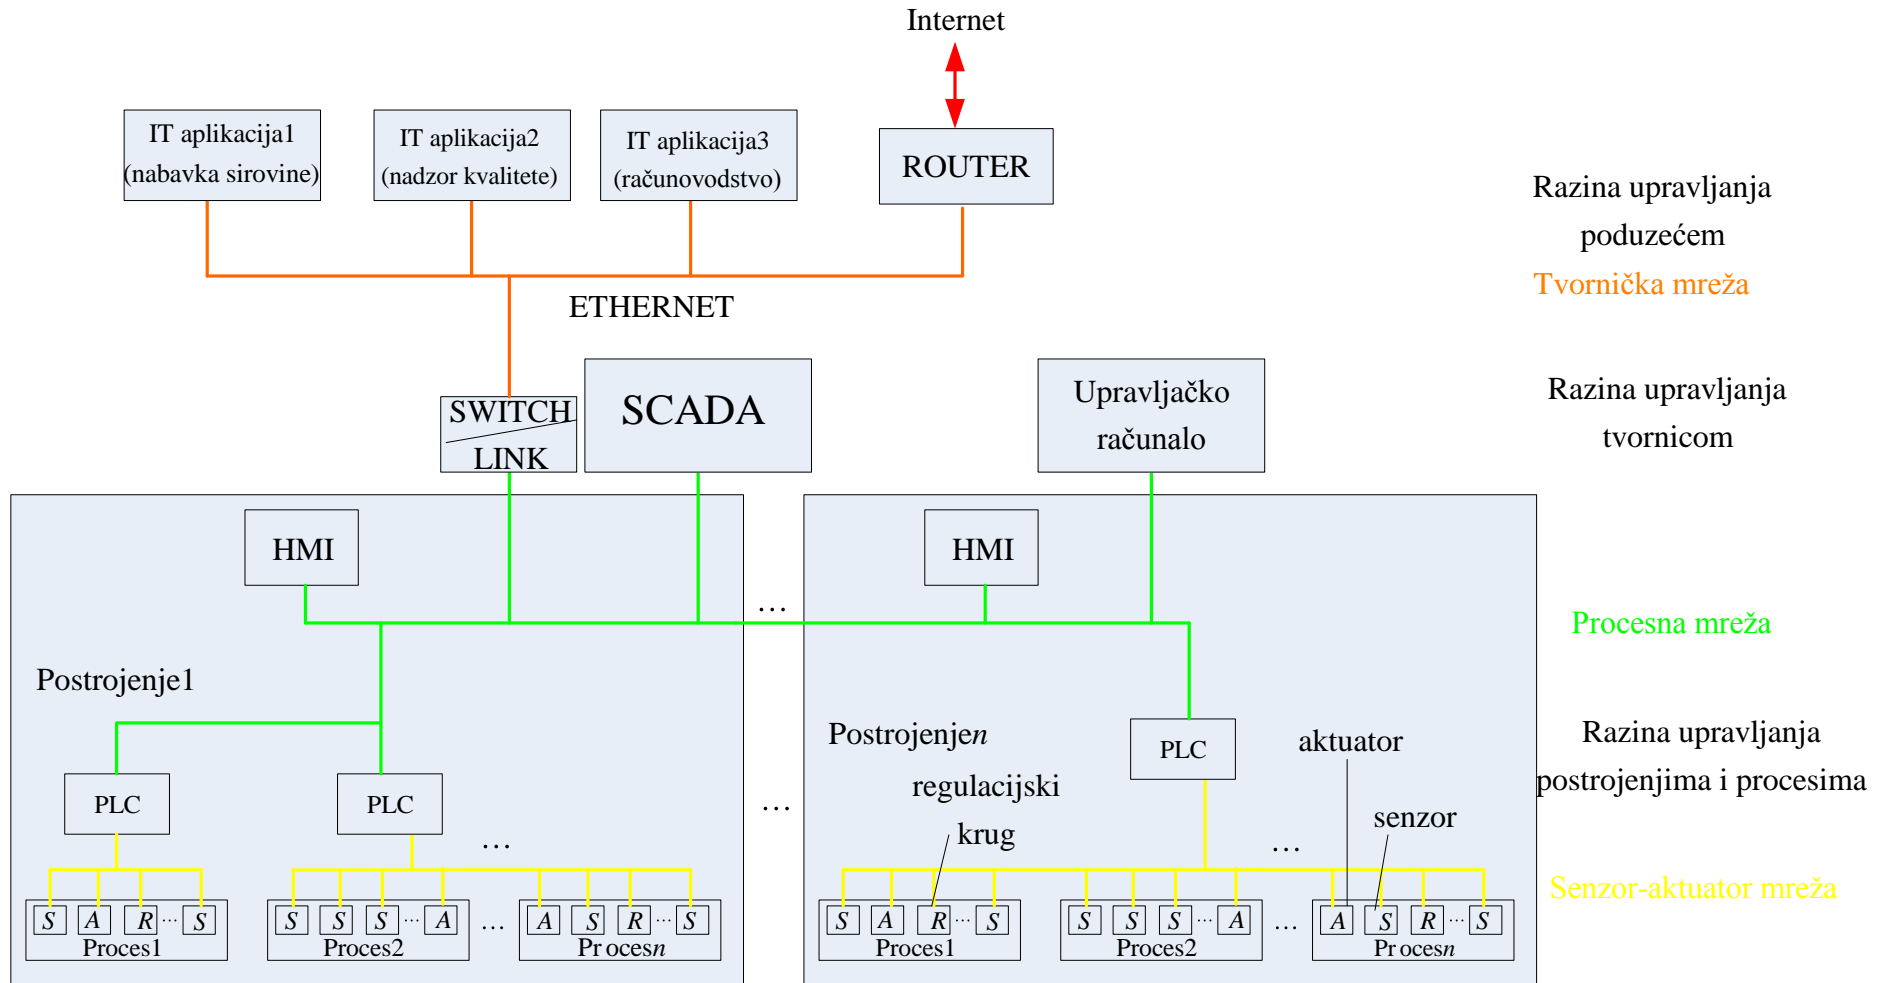 Internet
IT aplikacija1
(nabavka sirovine)
IT aplikacija2
(nadzor kvalitete)
IT aplikacija3
(računovodstvo)
ROUTER
Razina upravljanja
poduzećem
Tvornička mreža
ETHERNET
SWITCH
LINK
SCADA
Upravljačko
računalo
Razina upravljanja
tvornicom
HMI
HMI
…
Procesna mreža
Postrojenje1
PLC
PLC
…
…
Postrojenjen
regulacijski
krug
PLC
aktuator
senzor
…
Razina upravljanja
postrojenjima i procesima
Senzor-aktuator mreža
S A R ... S
Proces1
S S S ... A
Proces2
…
A S R ... S
Procesn
S A R ... S
Proces1
S S S ... A
Proces2
…
A S R ... S
Procesn